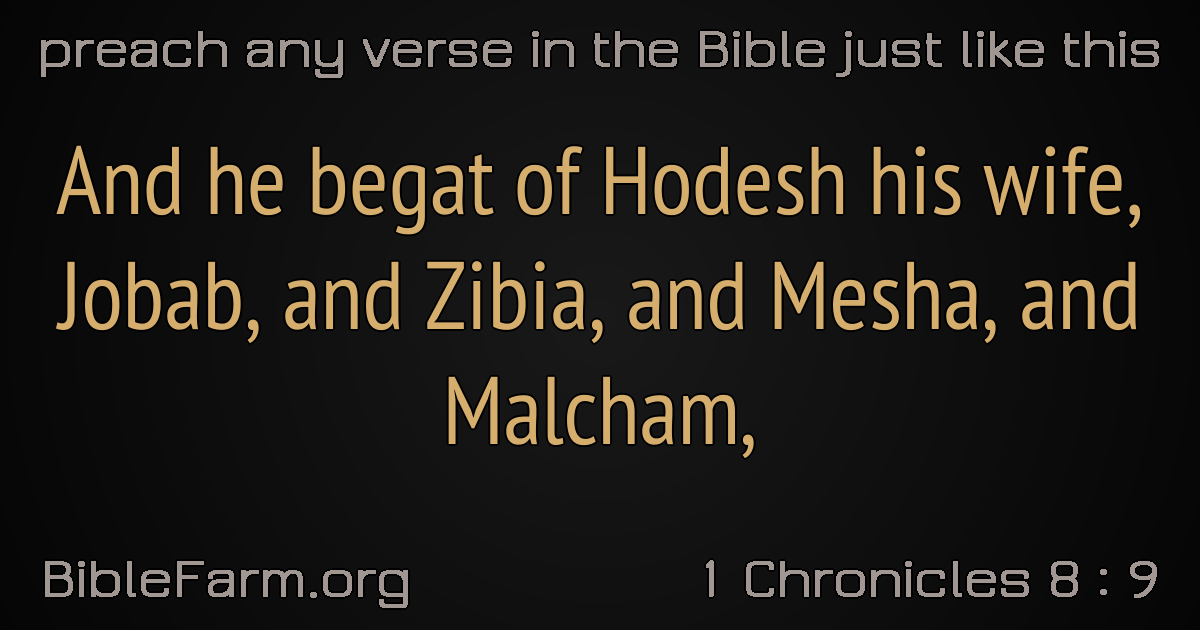 preach any verse in the Bible just like this
And he begat of Hodesh his wife,
Jobab, and Zibia, and Mesha, and
Malcham,
BibleFarm.org
1 Chronicles 8 : 9